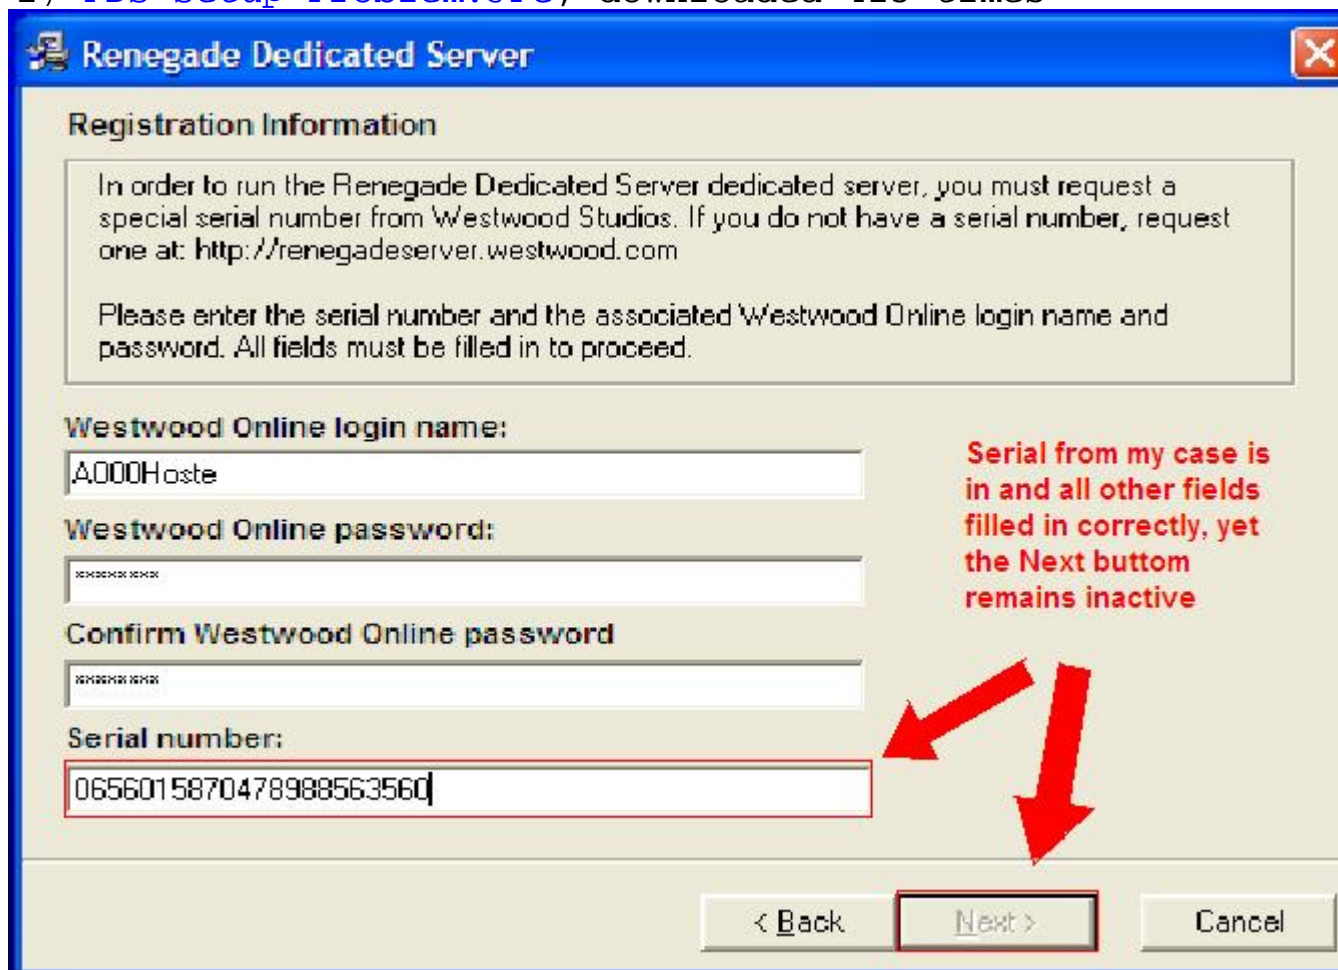 Setup downloaded times
Renegade Dedicated Server
Registration Information
In order to run the Renegade Dedicated Server dedicated server, you must request a
special serial number from Westwood Studios. If you do not have a serial number, request
one at: http://renegadeserver.westwood.com
Please enter the serial number and the associated Westwood Online login name and
password. All fields must be filled in to proceed.
Westwood Online login name:
A000Hoste
Westwood Online password:
********
Confirm Westwood Online password
********
Serial number:
0656015870478988563560
Serial from my case is
in and all other fields
filled in correctly, yet
the Next buttom
remains inactive
< Back
Next >
Cancel